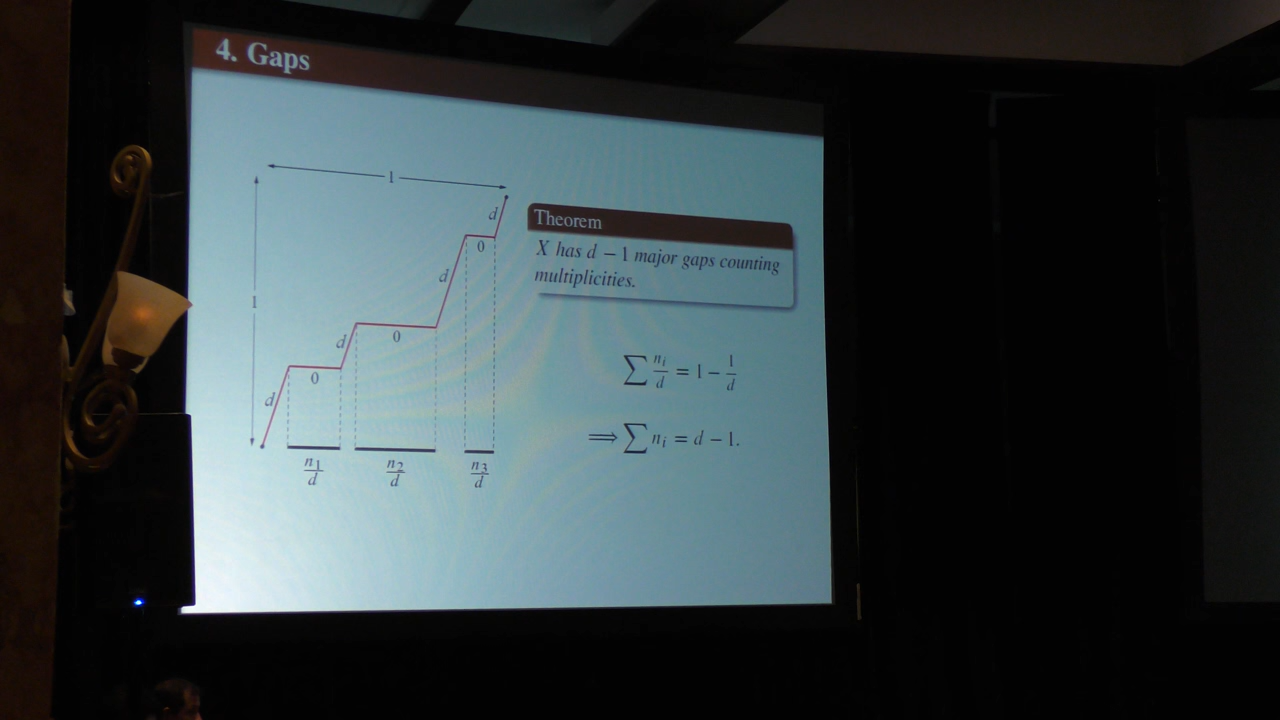 4. Gaps
1
1
d
0
d
0
d
0
d
n₁/d
n₂/d
n₃/d
Theorem
X has d − 1 major gaps counting
multiplicities.
∑ nᵢ/d = 1 − 1/d
⟹ ∑ nᵢ = d − 1.